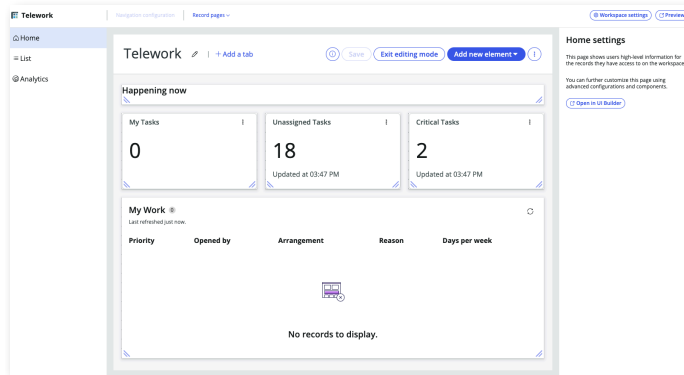 Telework
Navigation configuration
Record pages
Workspace settings
Preview
Home
List
Analytics
Telework
+ Add a tab
Save
Exit editing mode
Add new element
Happening now
My Tasks
0
Unassigned Tasks
18
Updated at 03:47 PM
Critical Tasks
2
Updated at 03:47 PM
My Work 0
Last refreshed just now.
Priority Opened by Arrangement Reason Days per week
No records to display.
Home settings
This page shows users high-level information for
the records they have access to on the workspace
You can further customize this page using
advanced configurations and components.
Open in UI Builder